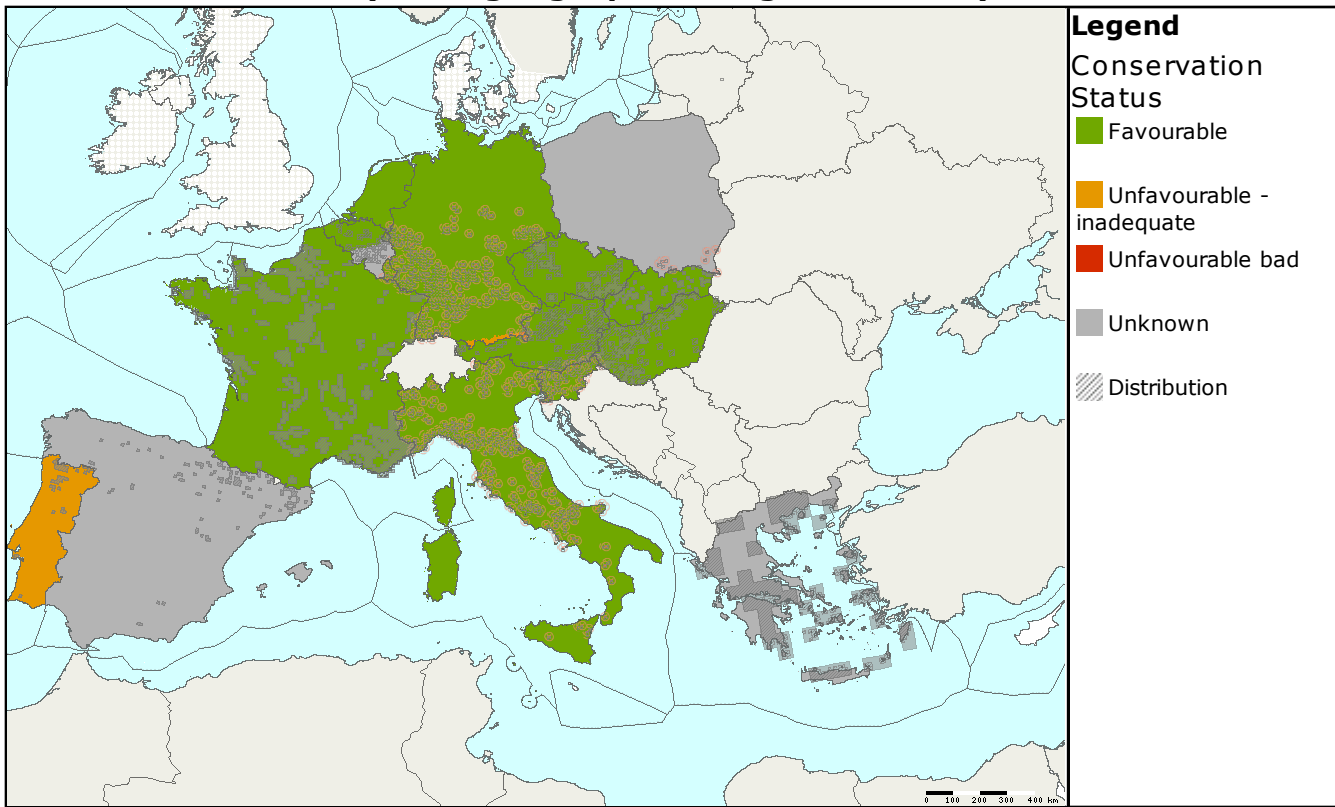 Legend
Conservation
Status
Favourable
Unfavourable -
inadequate
Unfavourable bad
Unknown
Distribution
0 100 200 300 400 km